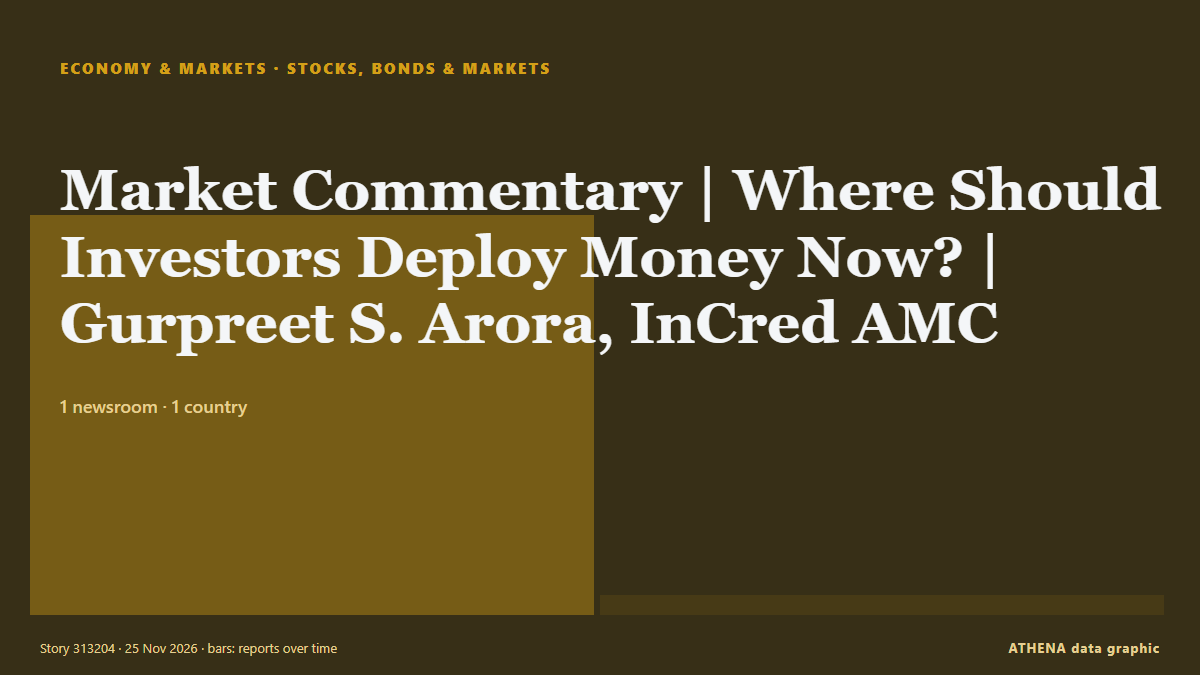 ECONOMY & MARKETS · STOCKS, BONDS & MARKETS
Market Commentary | Where Should
Investors Deploy Money Now? |
Gurpreet S. Arora, InCred AMC
1 newsroom · 1 country
Story 313204 · 25 Nov 2026 · bars: reports over time
ATHENA data graphic